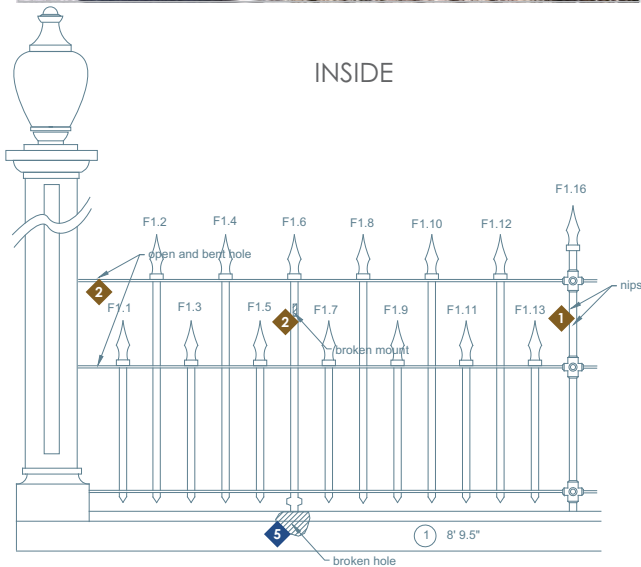 INSIDE
F1.16
F1.2 F1.4 F1.6 F1.8 F1.10 F1.12
open and bent hole
2
nips
F1.1 F1.3 F1.5 F1.7 F1.9 F1.11 F1.13
2
1
broken mount
5
1 8' 9.5"
broken hole